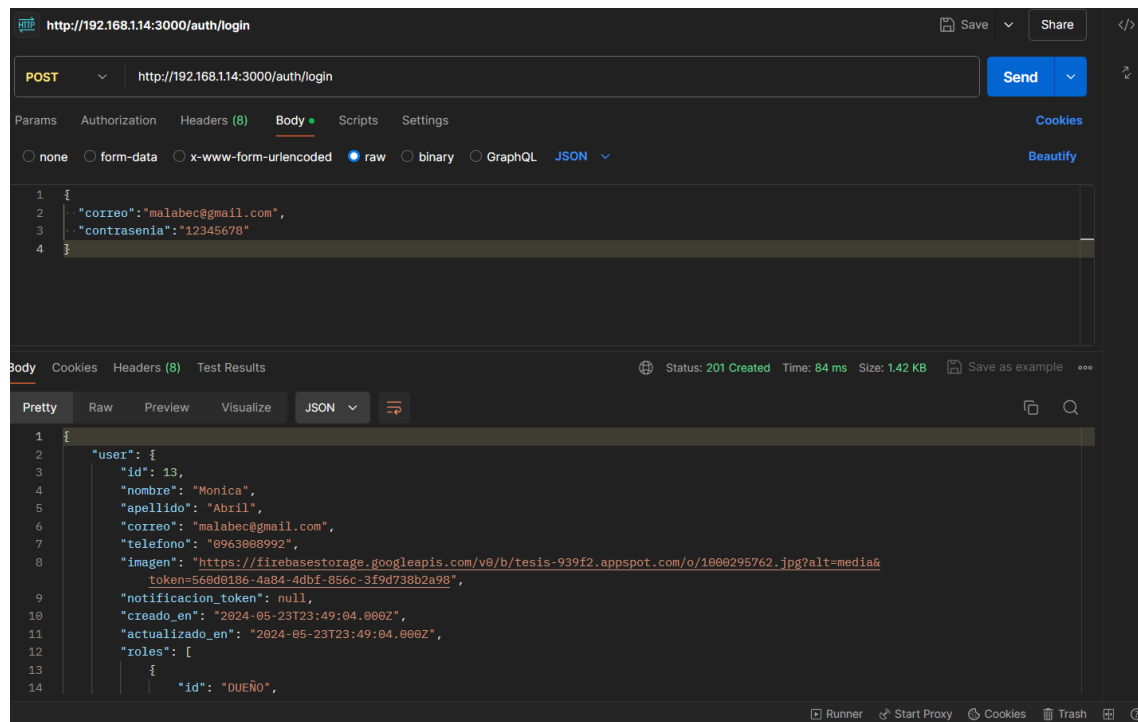 HTTP http://192.168.1.14:3000/auth/login Save Share </>
POST http://192.168.1.14:3000/auth/login Send
Params Authorization Headers (8) Body Scripts Settings Cookies
none form-data x-www-form-urlencoded raw binary GraphQL JSON Beautify
1 {
2 "correo":"malabec@gmail.com",
3 "contrasenia":"12345678"
4 }
Body Cookies Headers (8) Test Results Status: 201 Created Time: 84 ms Size: 1.42 KB Save as example
Pretty Raw Preview Visualize JSON
1 {
2 "user": {
3 "id": 13,
4 "nombre": "Monica",
5 "apellido": "Abril",
6 "correo": "malabec@gmail.com",
7 "telefono": "0963008992",
8 "imagen": "https://firebasestorage.googleapis.com/v0/b/tesis-939f2.appspot.com/o/1000295762.jpg?alt=media&
token=560d0186-4a84-4dbf-856c-3f9d738b2a98",
9 "notificacion_token": null,
10 "creado_en": "2024-05-23T23:49:04.000Z",
11 "actualizado_en": "2024-05-23T23:49:04.000Z",
12 "roles": [
13 {
14 "id": "DUEÑO",
Runner Start Proxy Cookies Trash